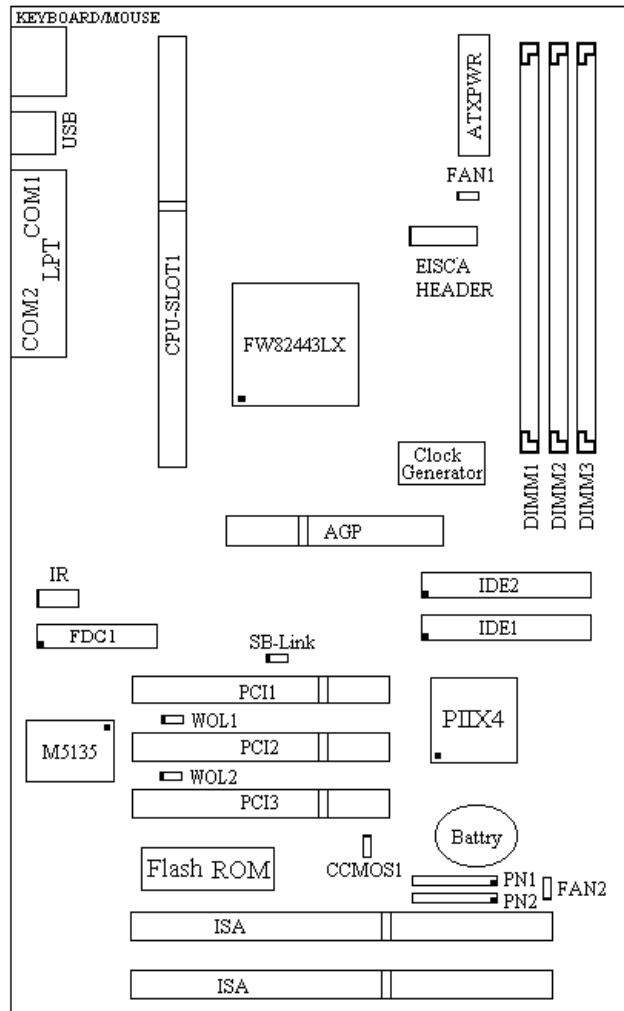 KEYBOARD/MOUSE
USB
ATXPWR
FAN1
COM1
LPT
COM2
CPU-SLOT1
EISCA
HEADER
FW82443LX
Clock
Generator
DIMM1
DIMM2
DIMM3
AGP
IR
IDE2
FDC1
IDE1
SB-Link
PCI1
WOL1
PIIX4
M5135
PCI2
WOL2
PCI3
Battry
Flash ROM
CCMOS1
PN1
FAN2
PN2
ISA
ISA